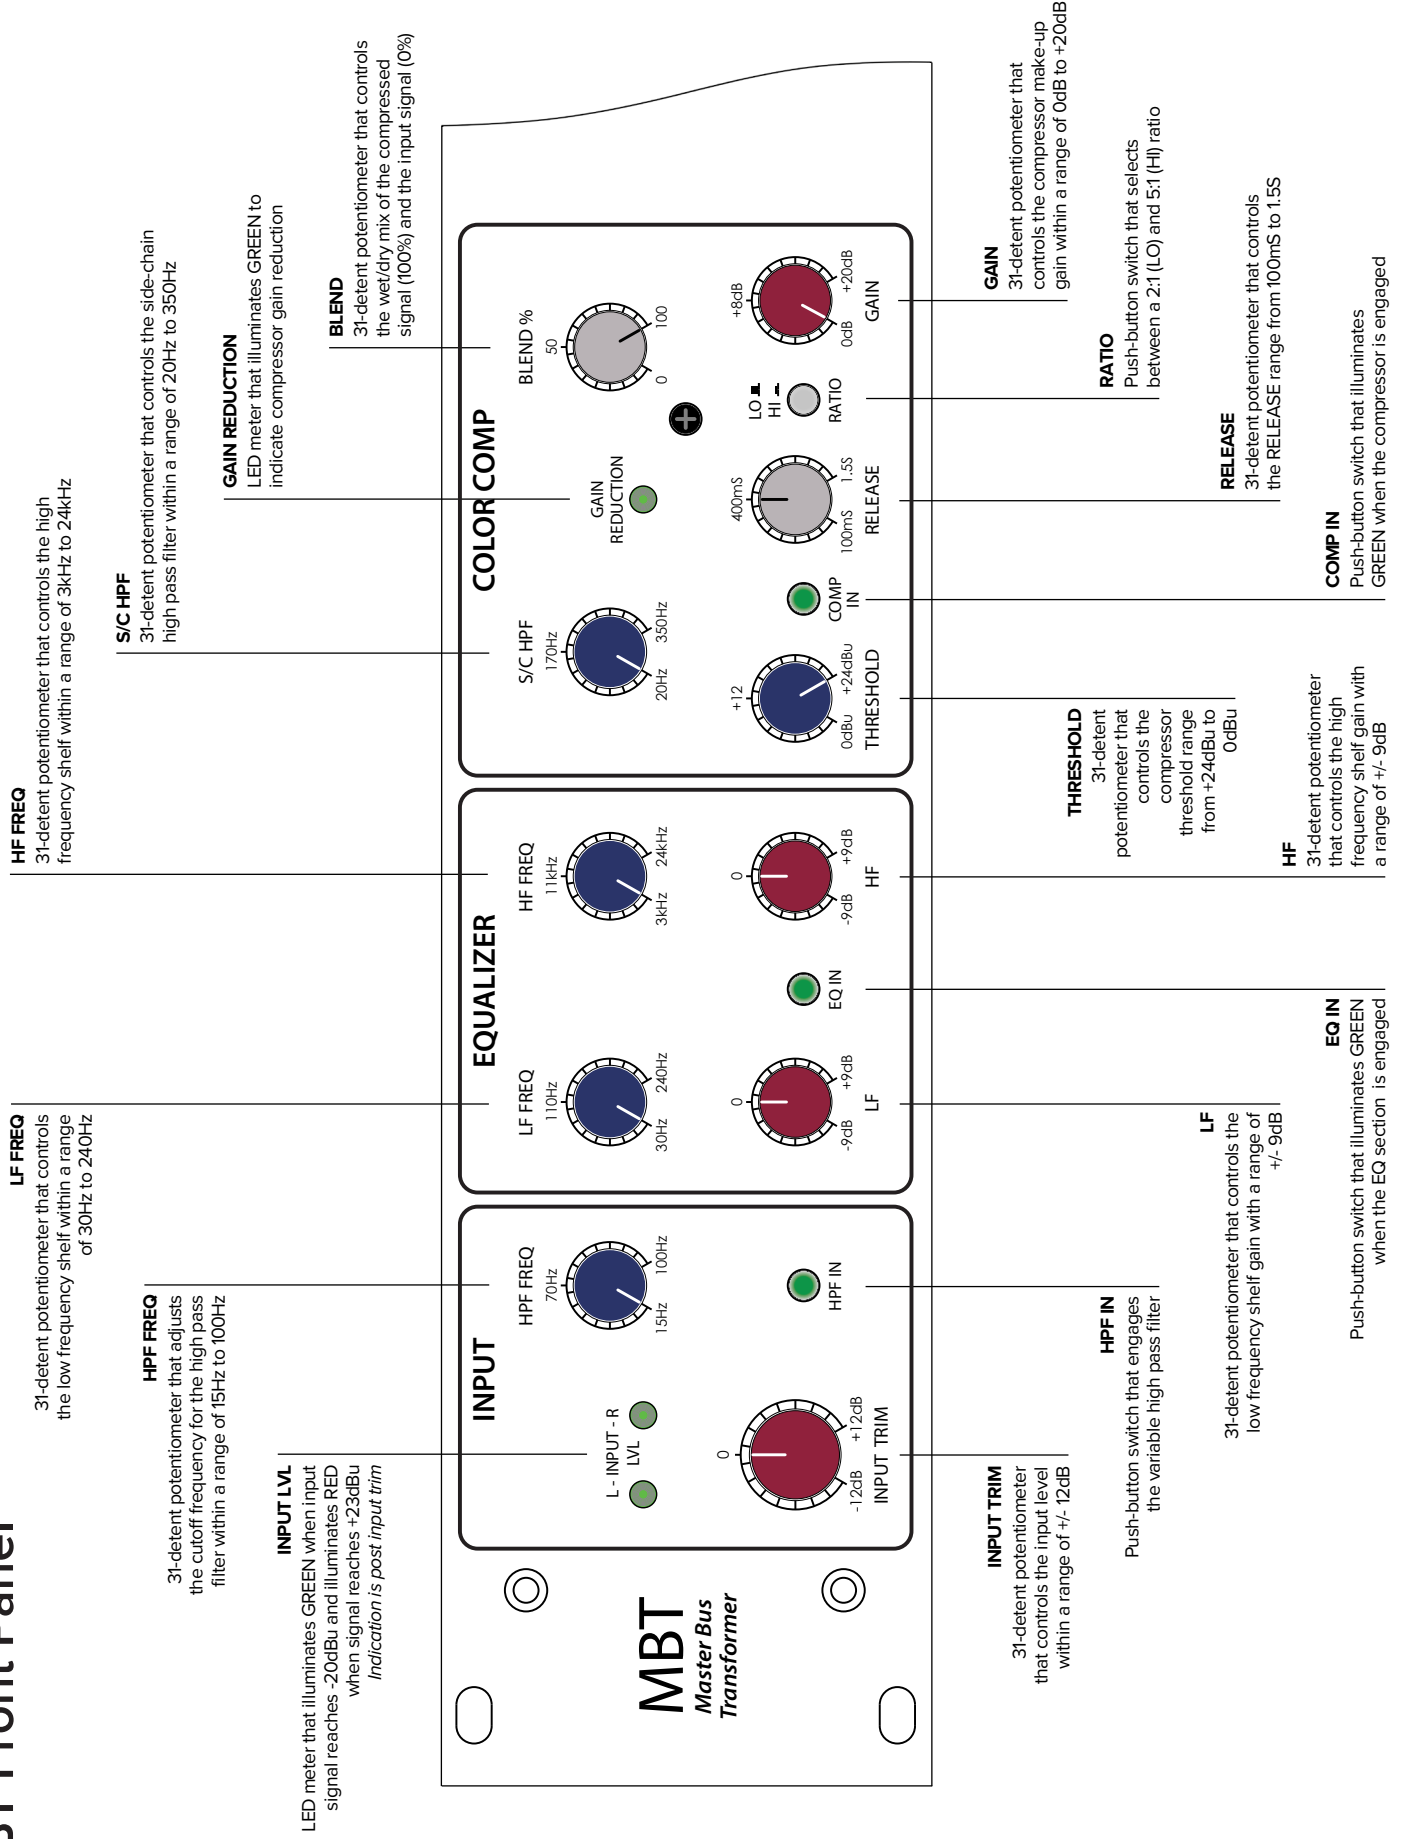 Front Panel
LF FREQ
31-detent potentiometer that controls
the low frequency shelf within a range
of 30Hz to 240Hz
HF FREQ
31-detent potentiometer that controls the high
frequency shelf within a range of 3kHz to 24kHz
HPF FREQ
31-detent potentiometer that adjusts
the cutoff frequency for the high pass
filter within a range of 15Hz to 100Hz
S/C HPF
31-detent potentiometer that controls the side-chain
high pass filter within a range of 20Hz to 350Hz
INPUT LVL
LED meter that illuminates GREEN when input
signal reaches -20dBu and illuminates RED
when signal reaches +23dBu
Indication is post input trim
GAIN REDUCTION
LED meter that illuminates GREEN to
indicate compressor gain reduction
BLEND
31-detent potentiometer that controls
the wet/dry mix of the compressed
signal (100%) and the input signal (0%)
MBT
Master Bus
Transformer
INPUT
HPF FREQ
70Hz
15Hz 100Hz
L - INPUT - R
LVL
0
-12dB +12dB
INPUT TRIM
HPF IN
EQUALIZER
LF FREQ
110Hz
30Hz 240Hz
HF FREQ
11kHz
3kHz 24kHz
0
-9dB +9dB
LF
EQ IN
0
-9dB +9dB
HF
COLOR COMP
S/C HPF
170Hz
20Hz 350Hz
GAIN
REDUCTION
BLEND %
50
0 100
+12
0dBu +24dBu
THRESHOLD
COMP
IN
400mS
100mS 1.5S
RELEASE
LO
HI
RATIO
+8dB
0dB +20dB
GAIN
INPUT TRIM
31-detent potentiometer
that controls the input level
within a range of +/- 12dB
THRESHOLD
31-detent
potentiometer that
controls the
compressor
threshold range
from +24dBu to
0dBu
GAIN
31-detent potentiometer that
controls the compressor make-up
gain within a range of 0dB to +20dB
HPF IN
Push-button switch that engages
the variable high pass filter
RATIO
Push-button switch that selects
between a 2:1 (LO) and 5:1 (HI) ratio
LF
31-detent potentiometer that controls the
low frequency shelf gain with a range of
+/- 9dB
RELEASE
31-detent potentiometer that controls
the RELEASE range from 100mS to 1.5S
EQ IN
Push-button switch that illuminates GREEN
when the EQ section is engaged
HF
31-detent potentiometer
that controls the high
frequency shelf gain with
a range of +/- 9dB
COMP IN
Push-button switch that illuminates
GREEN when the compressor is engaged